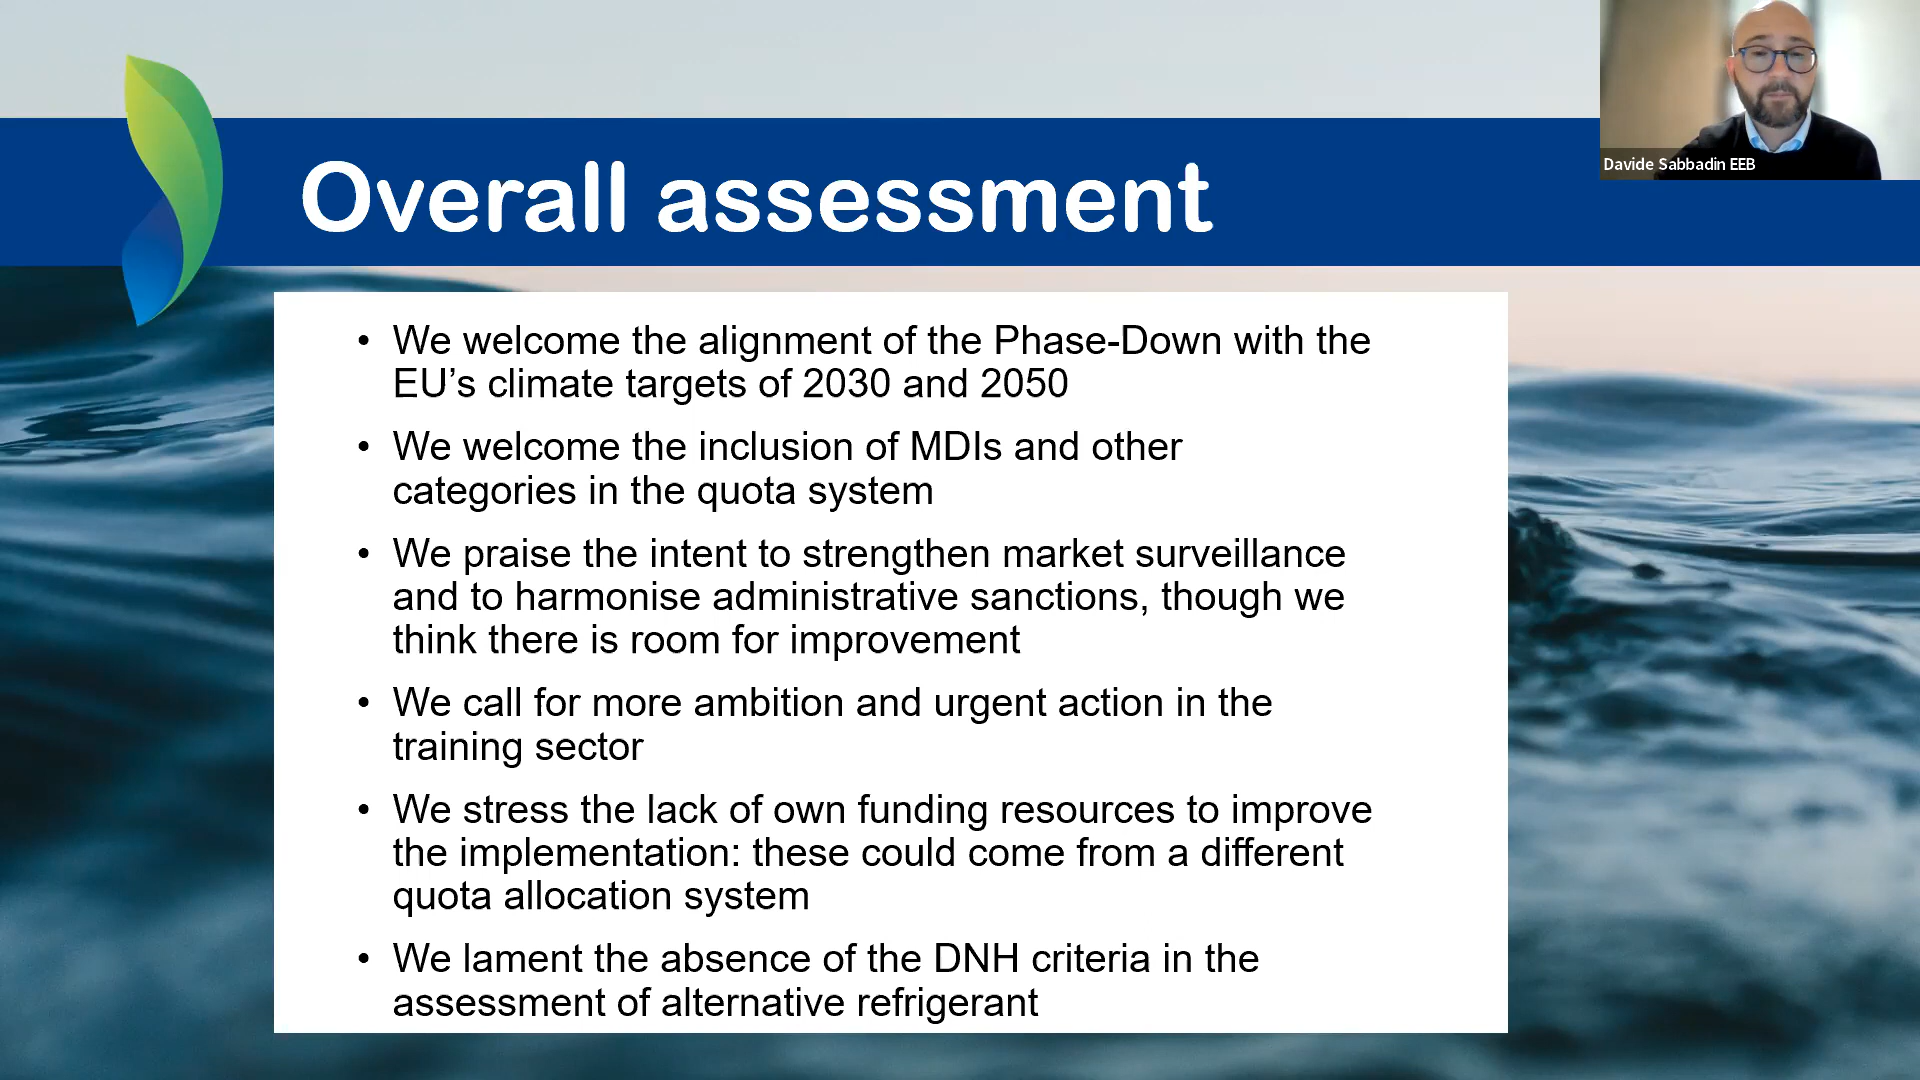 Davide Sabbadin EEB
Overall assessment
• We welcome the alignment of the Phase-Down with the
EU’s climate targets of 2030 and 2050
• We welcome the inclusion of MDIs and other
categories in the quota system
• We praise the intent to strengthen market surveillance
and to harmonise administrative sanctions, though we
think there is room for improvement
• We call for more ambition and urgent action in the
training sector
• We stress the lack of own funding resources to improve
the implementation: these could come from a different
quota allocation system
• We lament the absence of the DNH criteria in the
assessment of alternative refrigerant